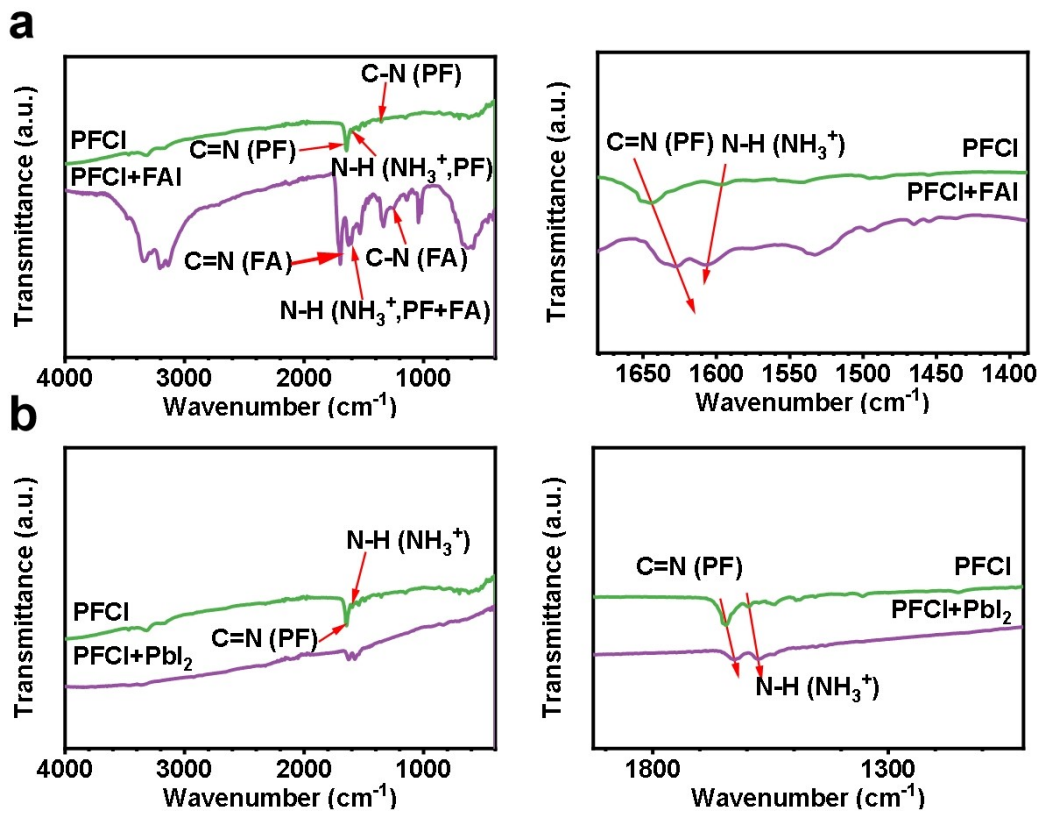 a
C-N (PF)
PFCl
C=N (PF)
N-H (NH₃⁺,PF)
PFCl+FAI
C=N (FA)
C-N (FA)
N-H (NH₃⁺,PF+FA)
Transmittance (a.u.)
4000 3000 2000 1000
Wavenumber (cm⁻¹)
C=N (PF) N-H (NH₃⁺)
PFCl
PFCl+FAI
Transmittance (a.u.)
1650 1600 1550 1500 1450 1400
Wavenumber (cm⁻¹)
b
N-H (NH₃⁺)
PFCl
C=N (PF)
PFCl+PbI₂
Transmittance (a.u.)
4000 3000 2000 1000
Wavenumber (cm⁻¹)
C=N (PF)
PFCl
PFCl+PbI₂
N-H (NH₃⁺)
Transmittance (a.u.)
1800 1300
Wavenumber (cm⁻¹)